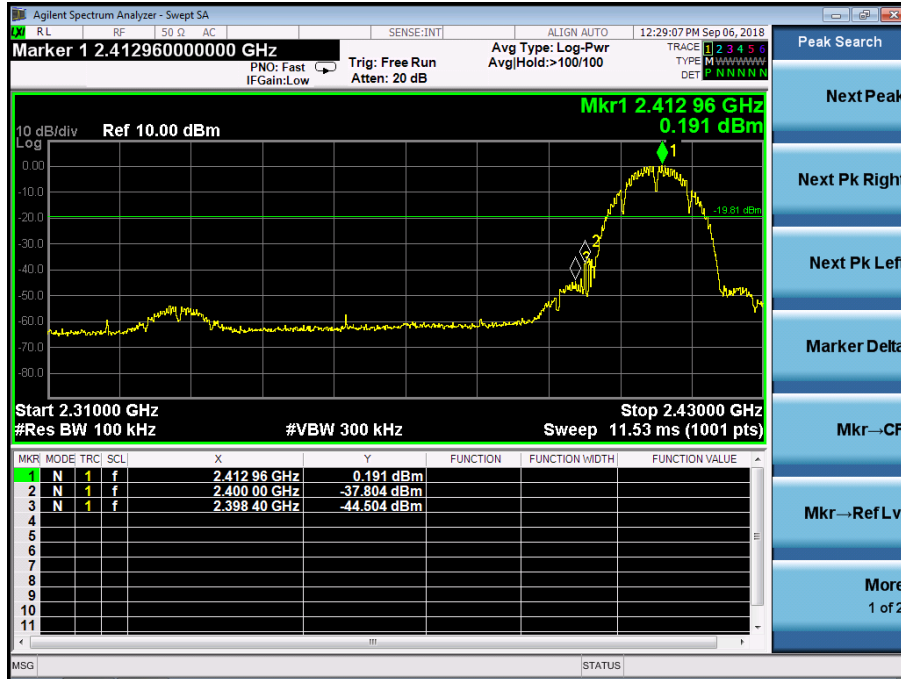 Agilent Spectrum Analyzer - Swept SA
LXI RL RF 50 Ω AC SENSE:INT ALIGN AUTO 12:29:07 PM Sep 06, 2018
Marker 1 2.412960000000 GHz
PNO: Fast
IFGain:Low
Trig: Free Run
Atten: 20 dB
Avg Type: Log-Pwr
Avg|Hold:>100/100
TRACE 1 2 3 4 5 6
TYPE M WWWWW
DET P N N N N N
Mkr1 2.412 96 GHz
0.191 dBm
10 dB/div Ref 10.00 dBm
Log
1
0.00
-10.0
-20.0
-19.81 dBm
-30.0
2
3
-40.0
-50.0
-60.0
-70.0
-80.0
Start 2.31000 GHz Stop 2.43000 GHz
#Res BW 100 kHz #VBW 300 kHz Sweep 11.53 ms (1001 pts)
MKR MODE TRC SCL X Y FUNCTION FUNCTION WIDTH FUNCTION VALUE
1 N 1 f 2.412 96 GHz 0.191 dBm
2 N 1 f 2.400 00 GHz -37.804 dBm
3 N 1 f 2.398 40 GHz -44.504 dBm
4
5
6
7
8
9
10
11
MSG STATUS
Peak Search
Next Peak
Next Pk Right
Next Pk Left
Marker Delta
Mkr→CF
Mkr→Ref Lv
More
1 of 2